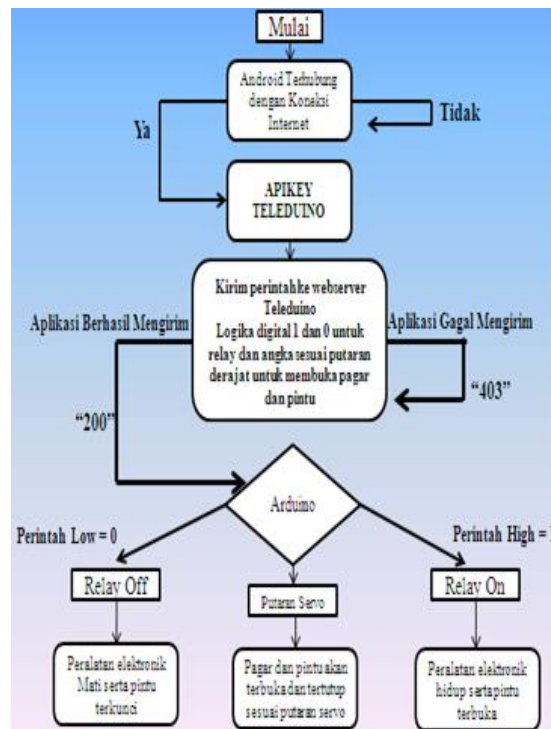 Mulai
Android Terhubung
dengan Koneksi
Internet
Tidak
Ya
APIKEY
TELEDUINO
Kirim perintah ke webserver
Teleduino
Logika digital 1 dan 0 untuk
relay dan angka sesuai putaran
derajat untuk membuka pagar
dan pintu
Aplikasi Berhasil Mengirim
Aplikasi Gagal Mengirim
“200”
“403”
Arduino
Perintah Low = 0
Perintah High =
Relay Off
Putaran Servo
Relay On
Peralatan elektronik
Mati serta pintu
terkunci
Pagar dan pintu akan
terbuka dan tertutup
sesuai putaran servo
Peralatan elektronik
hidup serta pintu
terbuka